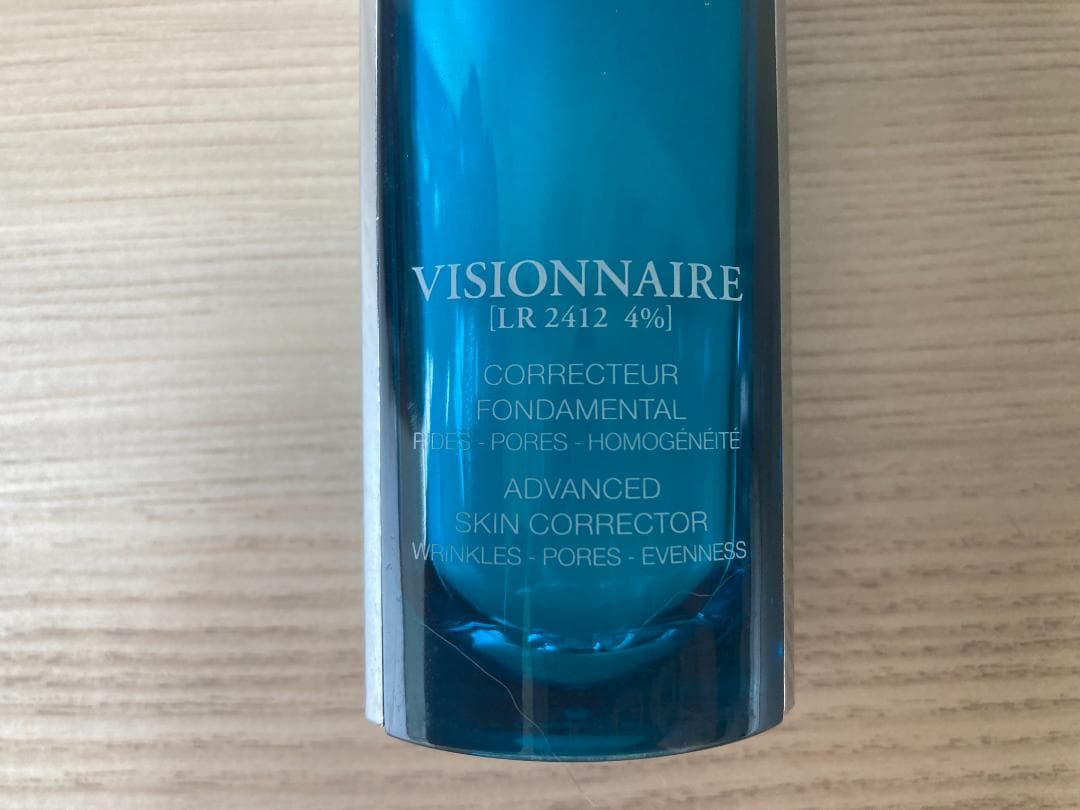 VISIONNAIRE
[LR 2412 4%]
CORRECTEUR
FONDAMENTAL
RIDES - PORES - HOMOGÉNÉITÉ
ADVANCED
SKIN CORRECTOR
WRINKLES - PORES - EVENNESS